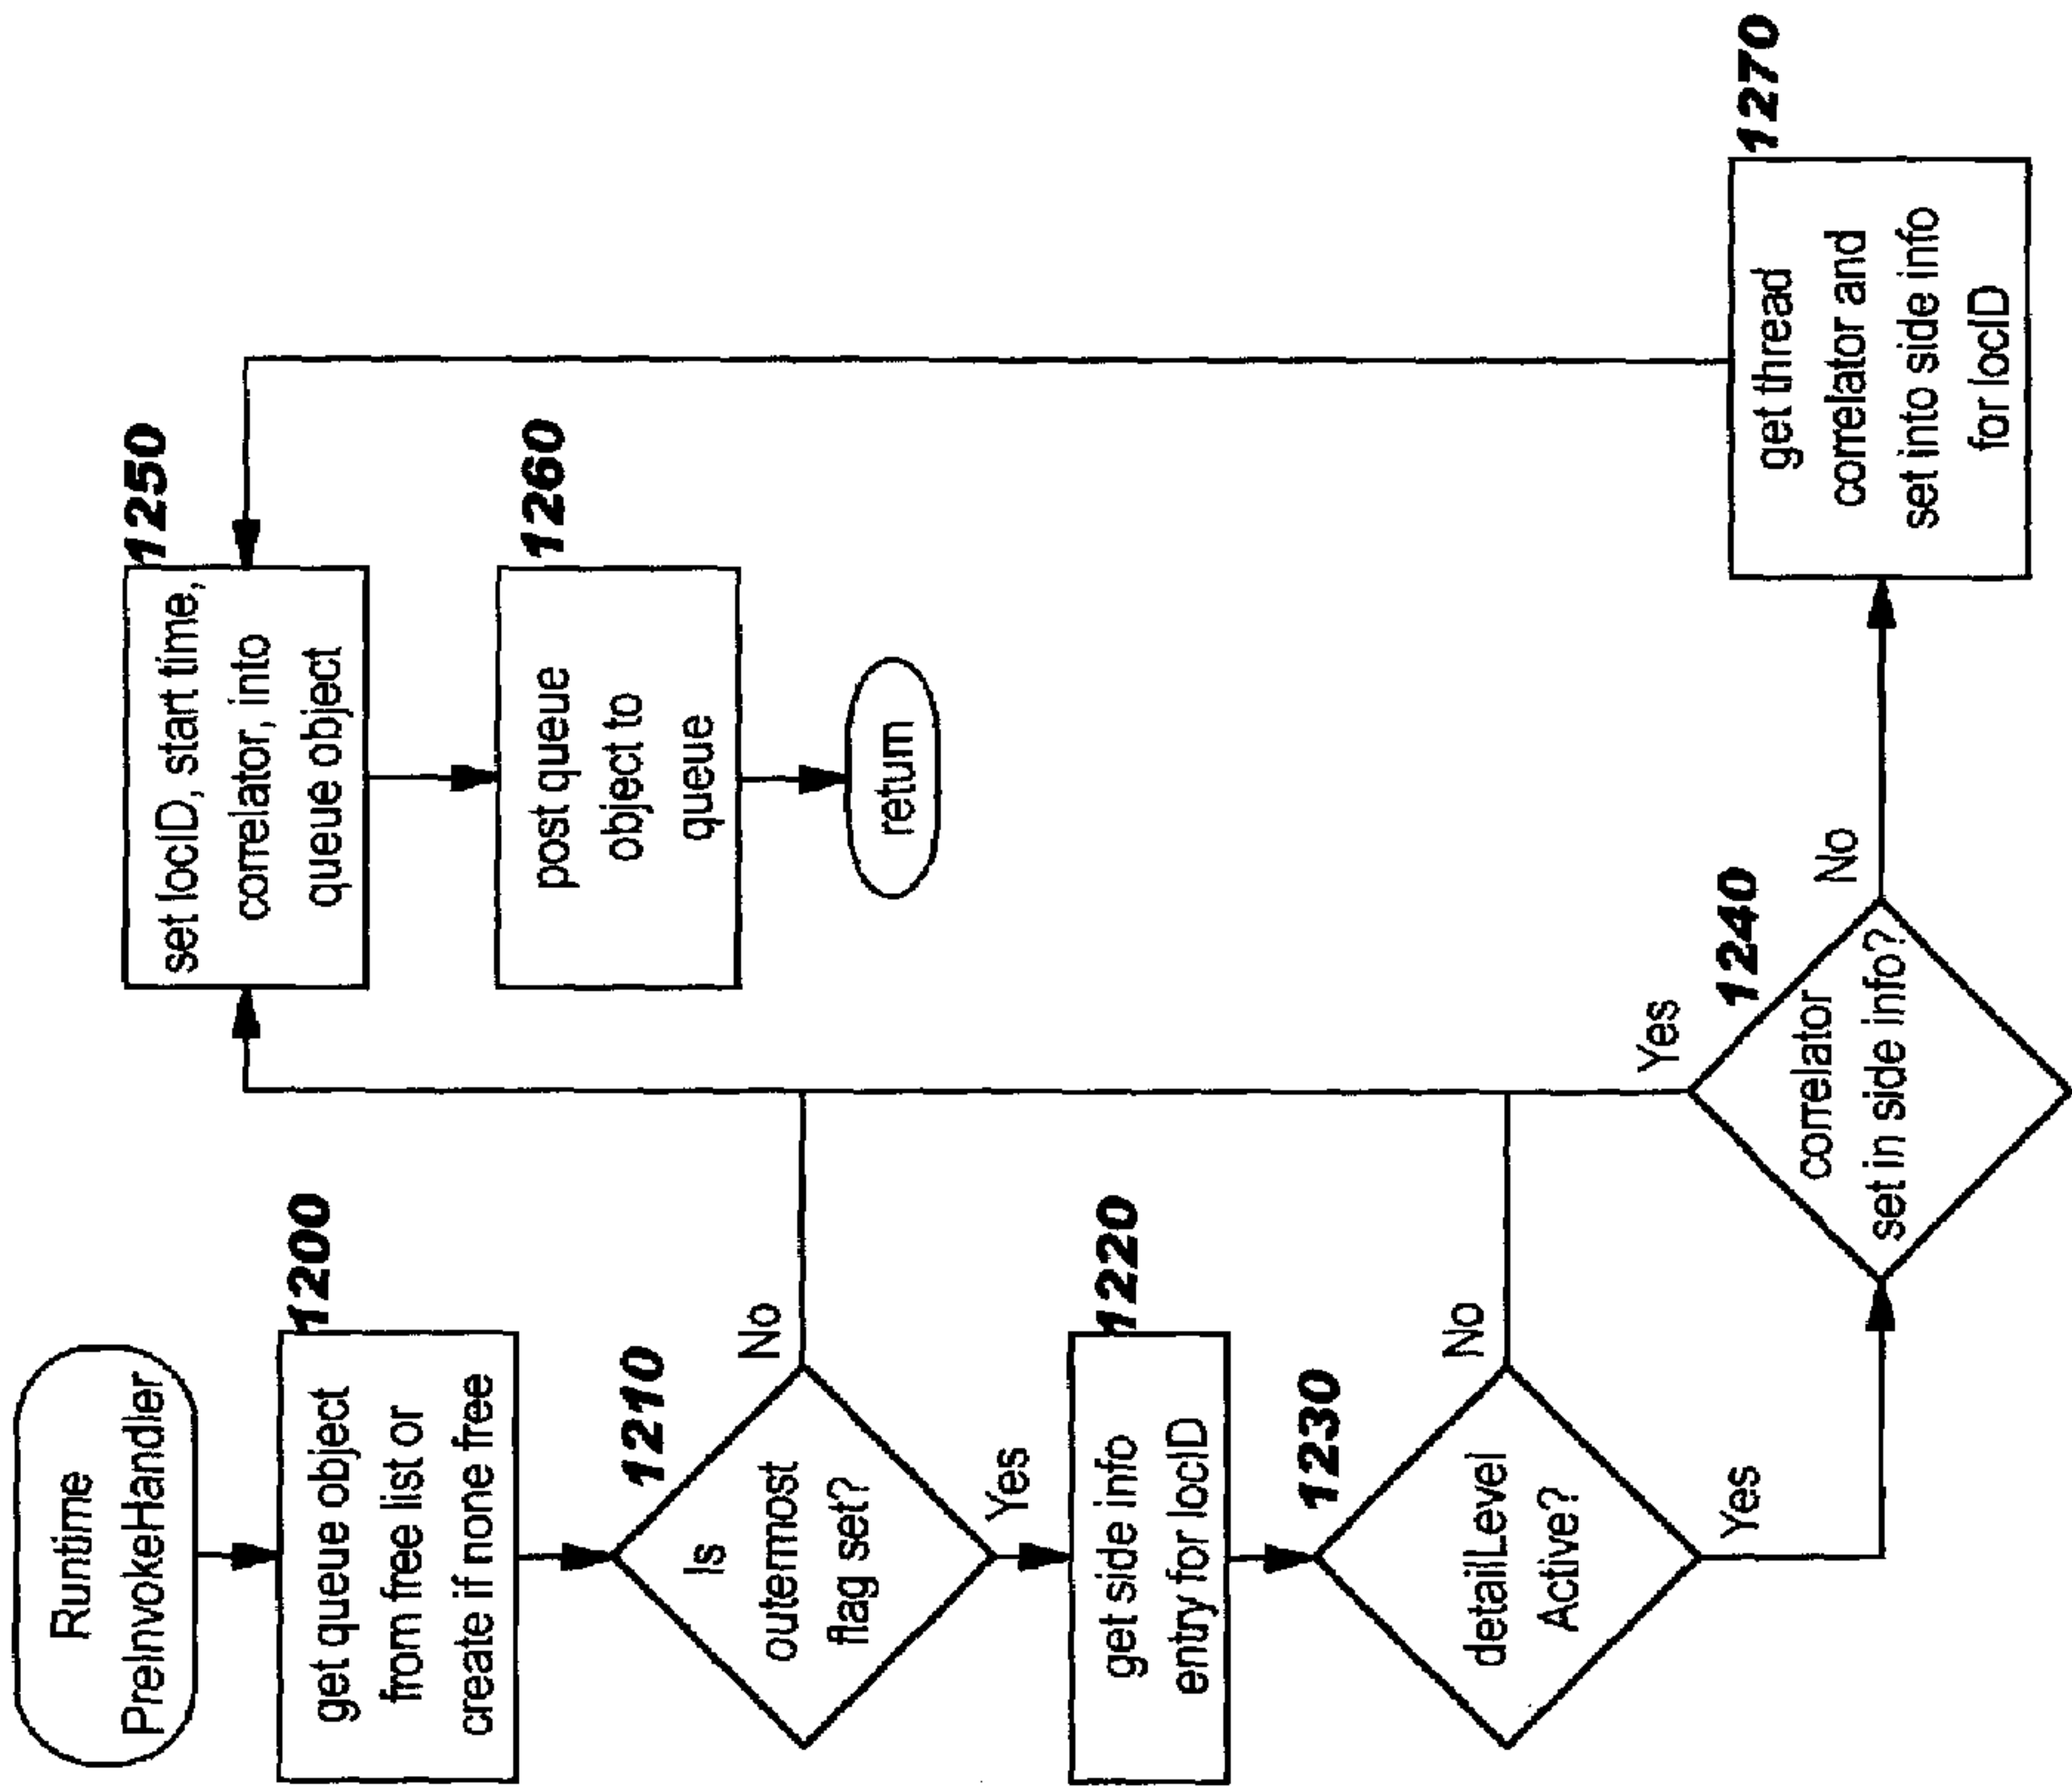 Runtime
PreInvokeHandler
1200
get queue object
from free list or
create if none free
1210
Is
outermost
flag set?
No
Yes
1220
get side info
entry for locID
1230
detailLevel
Active?
No
Yes
1240
correlator
set in side info?
Yes
No
1250
set locID, start time,
correlator, into
queue object
1260
post queue
object to
queue
return
1270
get thread
correlator and
set into side info
for locID